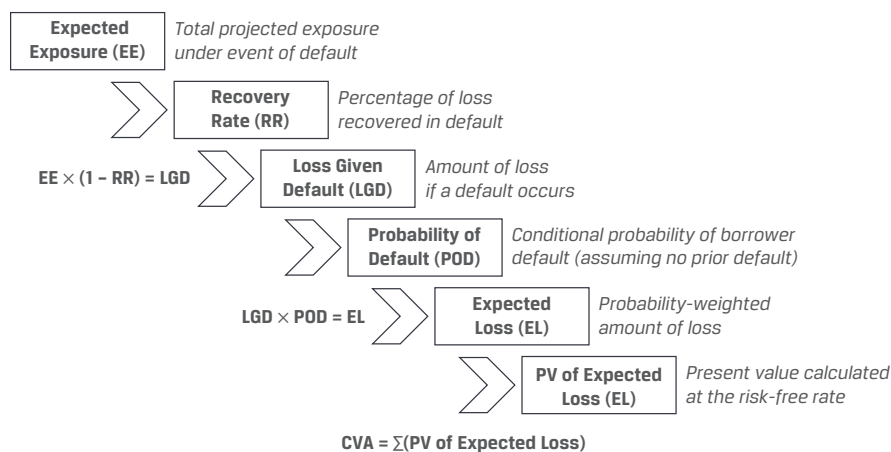 Expected
Exposure (EE)
Total projected exposure
under event of default
Recovery
Rate (RR)
Percentage of loss
recovered in default
EE × (1 – RR) = LGD
Loss Given
Default (LGD)
Amount of loss
if a default occurs
Probability of
Default (POD)
Conditional probability of borrower
default (assuming no prior default)
LGD × POD = EL
Expected
Loss (EL)
Probability-weighted
amount of loss
PV of Expected
Loss (EL)
Present value calculated
at the risk-free rate
CVA = ∑(PV of Expected Loss)